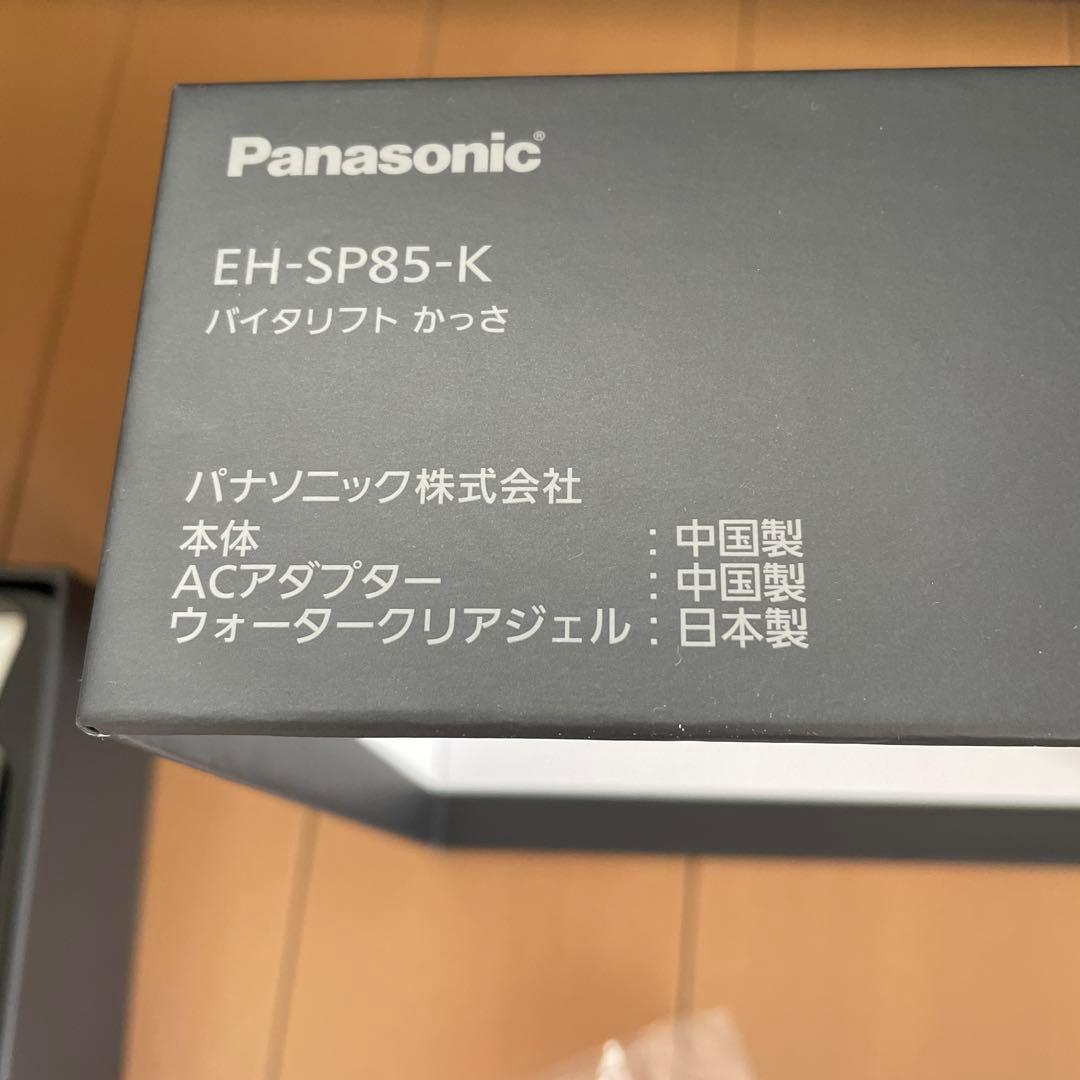 Panasonic®
EH-SP85-K
バイタリフト かっさ
パナソニック株式会社
本体 : 中国製
ACアダプター : 中国製
ウォータークリアジェル : 日本製